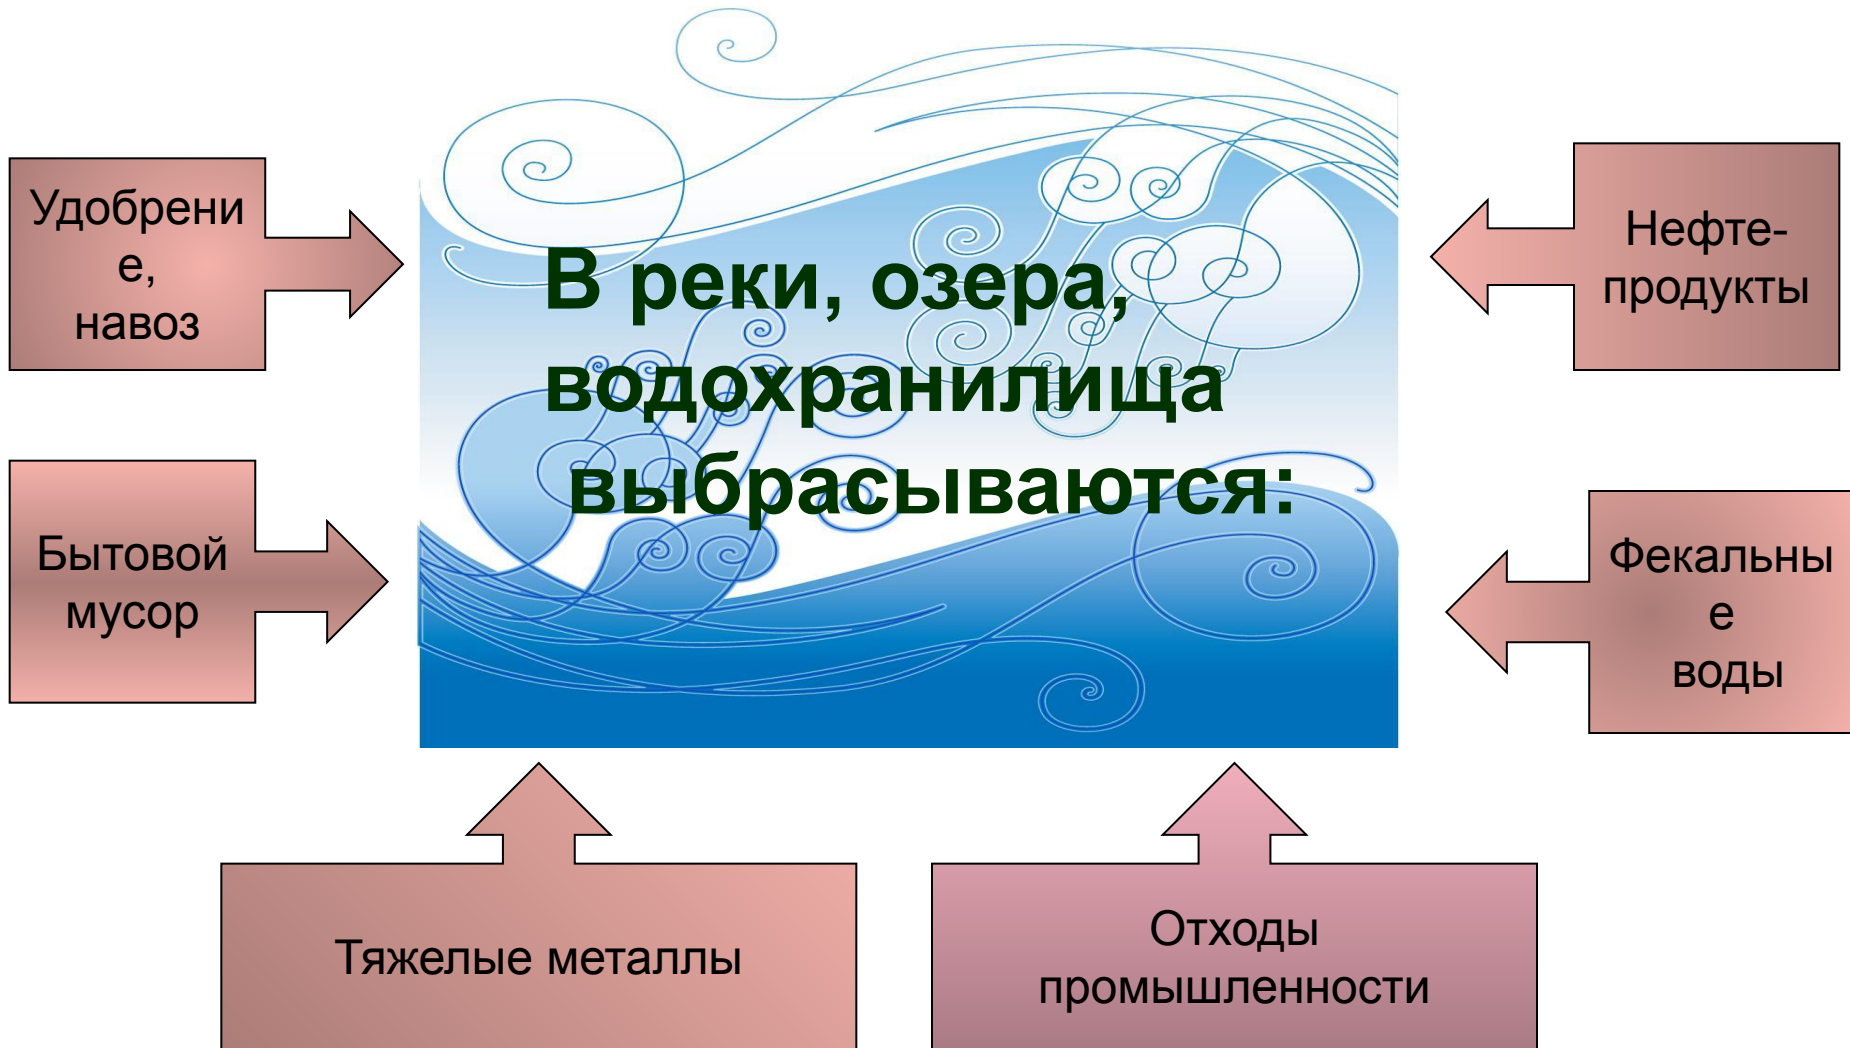 В реки, озера,
водохранилища
выбрасываются:
Удобрени
е,
навоз
Бытовой
мусор
Нефте-
продукты
Фекальны
е
воды
Тяжелые металлы
Отходы
промышленности